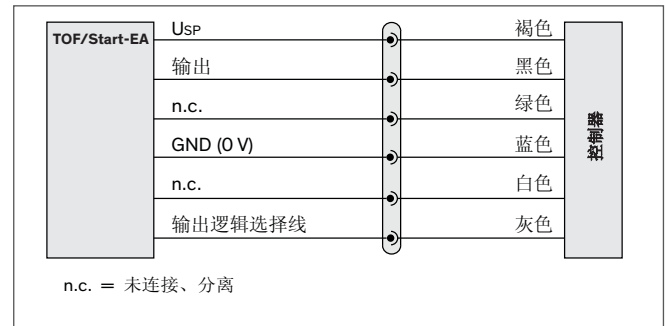 TOF/Start-EA
USP 褐色
输出 黑色
n.c. 绿色
GND (0 V) 蓝色
n.c. 白色
输出逻辑选择线 灰色
控制器
n.c. = 未连接、分离